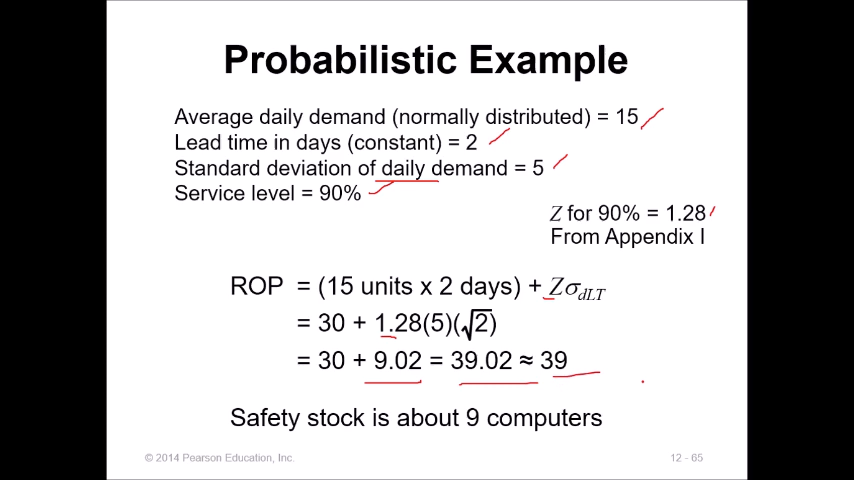 Probabilistic Example
Average daily demand (normally distributed) = 15
Lead time in days (constant) = 2
Standard deviation of daily demand = 5
Service level = 90%
Z for 90% = 1.28
From Appendix I
ROP = (15 units x 2 days) + ZσdLT
= 30 + 1.28(5)(√2)
= 30 + 9.02 = 39.02 ≈ 39
Safety stock is about 9 computers
© 2014 Pearson Education, Inc.
12 - 65